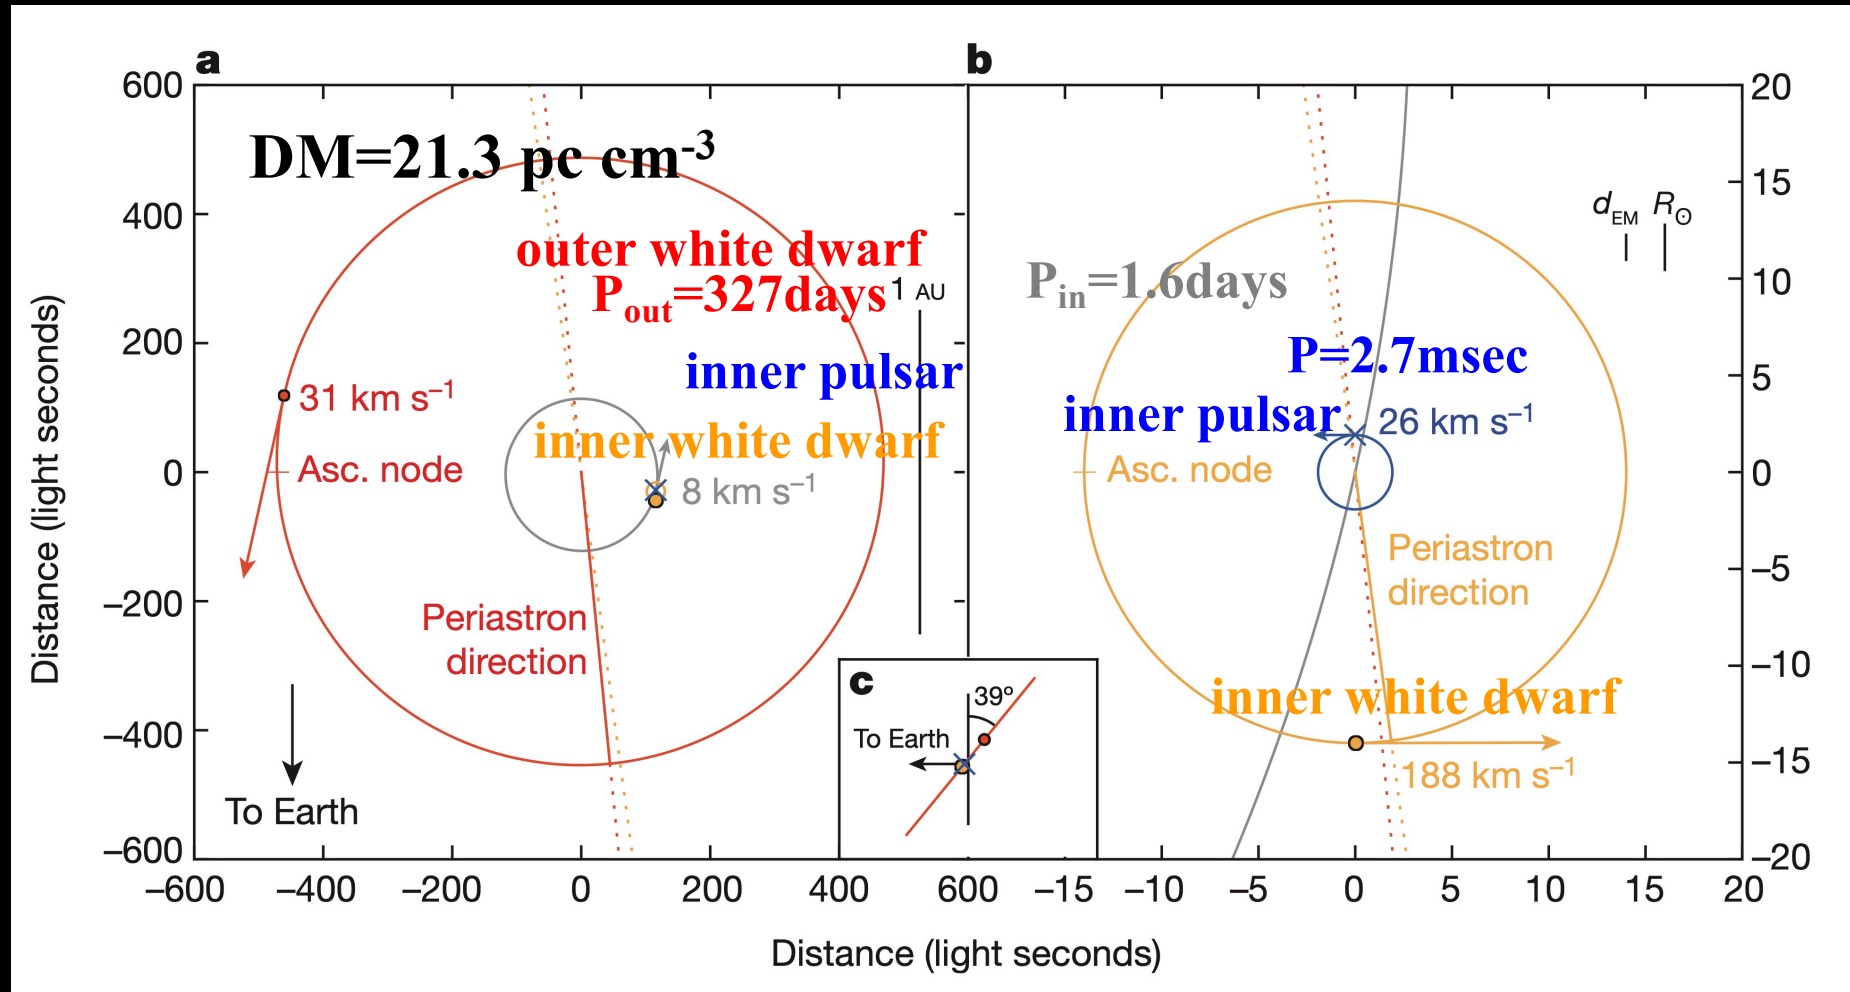 a
b
600
400
200
0
−200
−400
−600
Distance (light seconds)
DM=21.3 pc cm-3
outer white dwarf
Pout=327days
1 AU
inner pulsar
inner white dwarf
31 km s−1
Asc. node
8 km s−1
Periastron
direction
To Earth
−600
−400
−200
0
200
400
600
c
39º
To Earth
dEM R⊙
Pin=1.6days
P=2.7msec
inner pulsar
26 km s−1
Asc. node
Periastron
direction
inner white dwarf
188 km s−1
20
15
10
5
0
−5
−10
−15
−20
−15
−10
−5
0
5
10
15
20
Distance (light seconds)